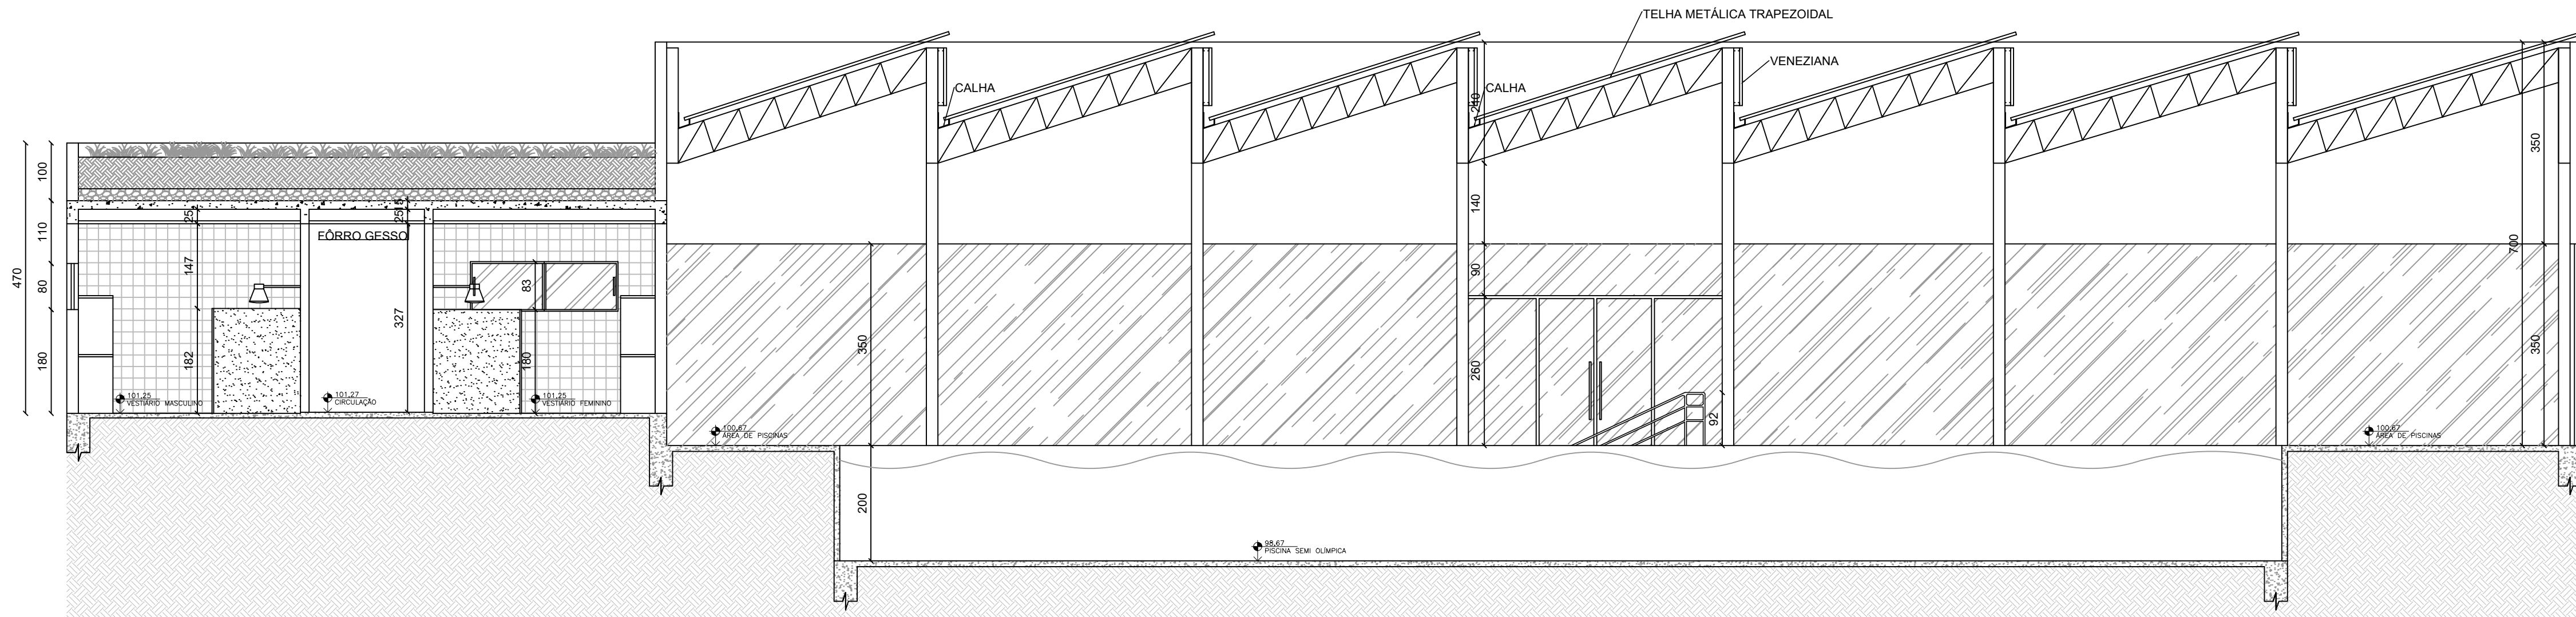 TELHA METÁLICA TRAPEZOIDAL
VENEZIANA
CALHA
CALHA
240
350
100
25
25
15
140
110
FÔRRO GESSO
700
470
147
80
83
90
327
350
350
182
180
180
260
101,25
VESTIÁRIO MASCULINO
101,27
CIRCULAÇÃO
101,25
VESTIÁRIO FEMININO
92
100,67
ÁREA DE PISCINAS
100,67
ÁREA DE PISCINAS
200
98,67
PISCINA SEMI OLÍMPICA